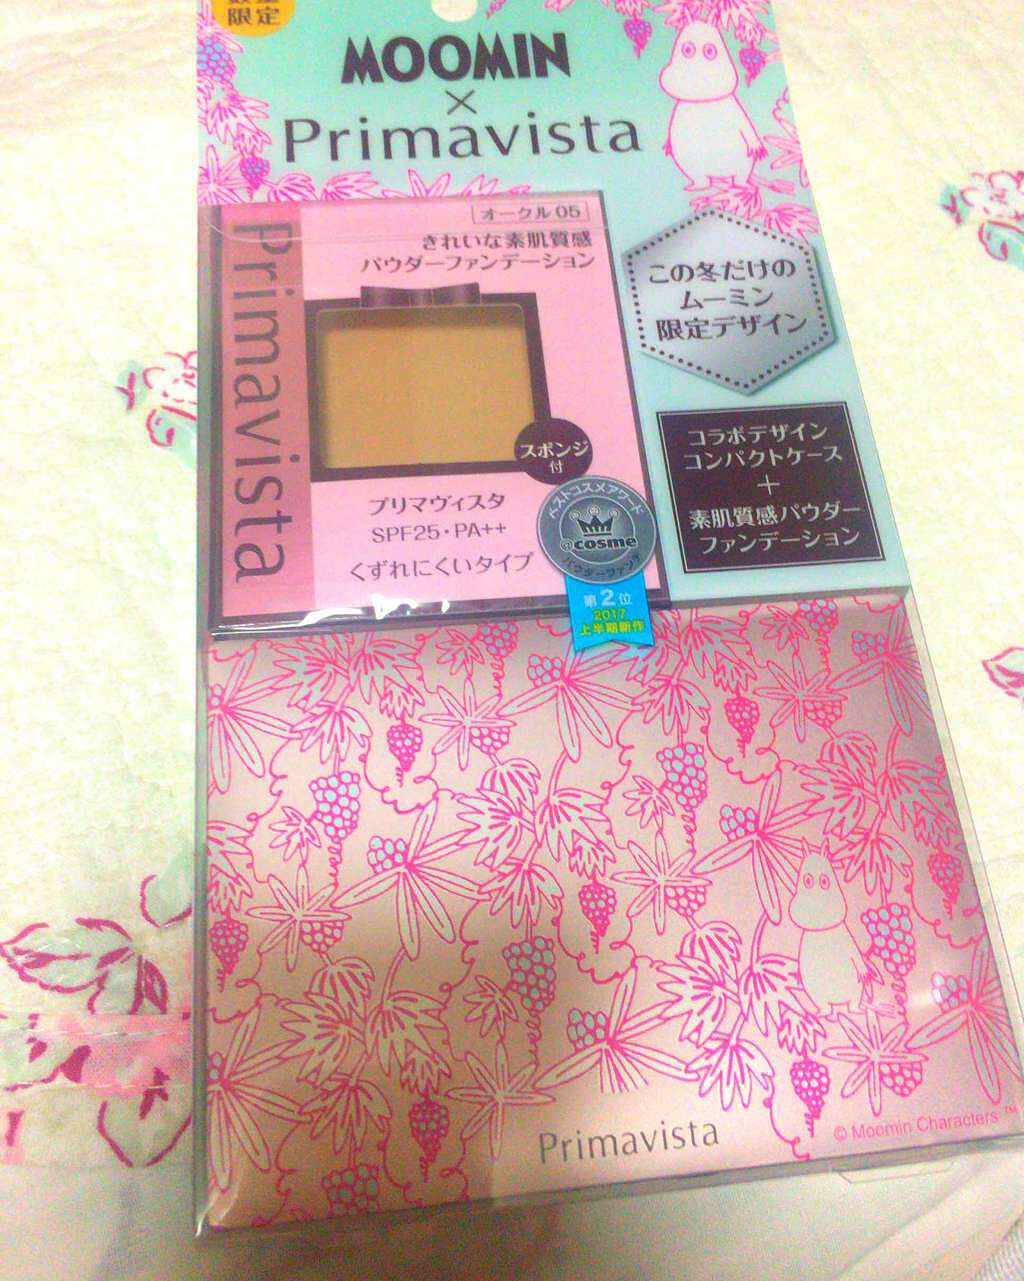 数量
限定
MOOMIN
×
Primavista
Primavista
オークル05
きれいな素肌質感
パウダーファンデーション
スポンジ
付
プリマヴィスタ
SPF25・PA++
くずれにくいタイプ
ベストコスメアワード
@cosme
パウダーファンデ
第2位
2017
上半期新作
この冬だけの
ムーミン
限定デザイン
コラボデザイン
コンパクトケース
+
素肌質感パウダー
ファンデーション
Primavista
© Moomin Characters ™